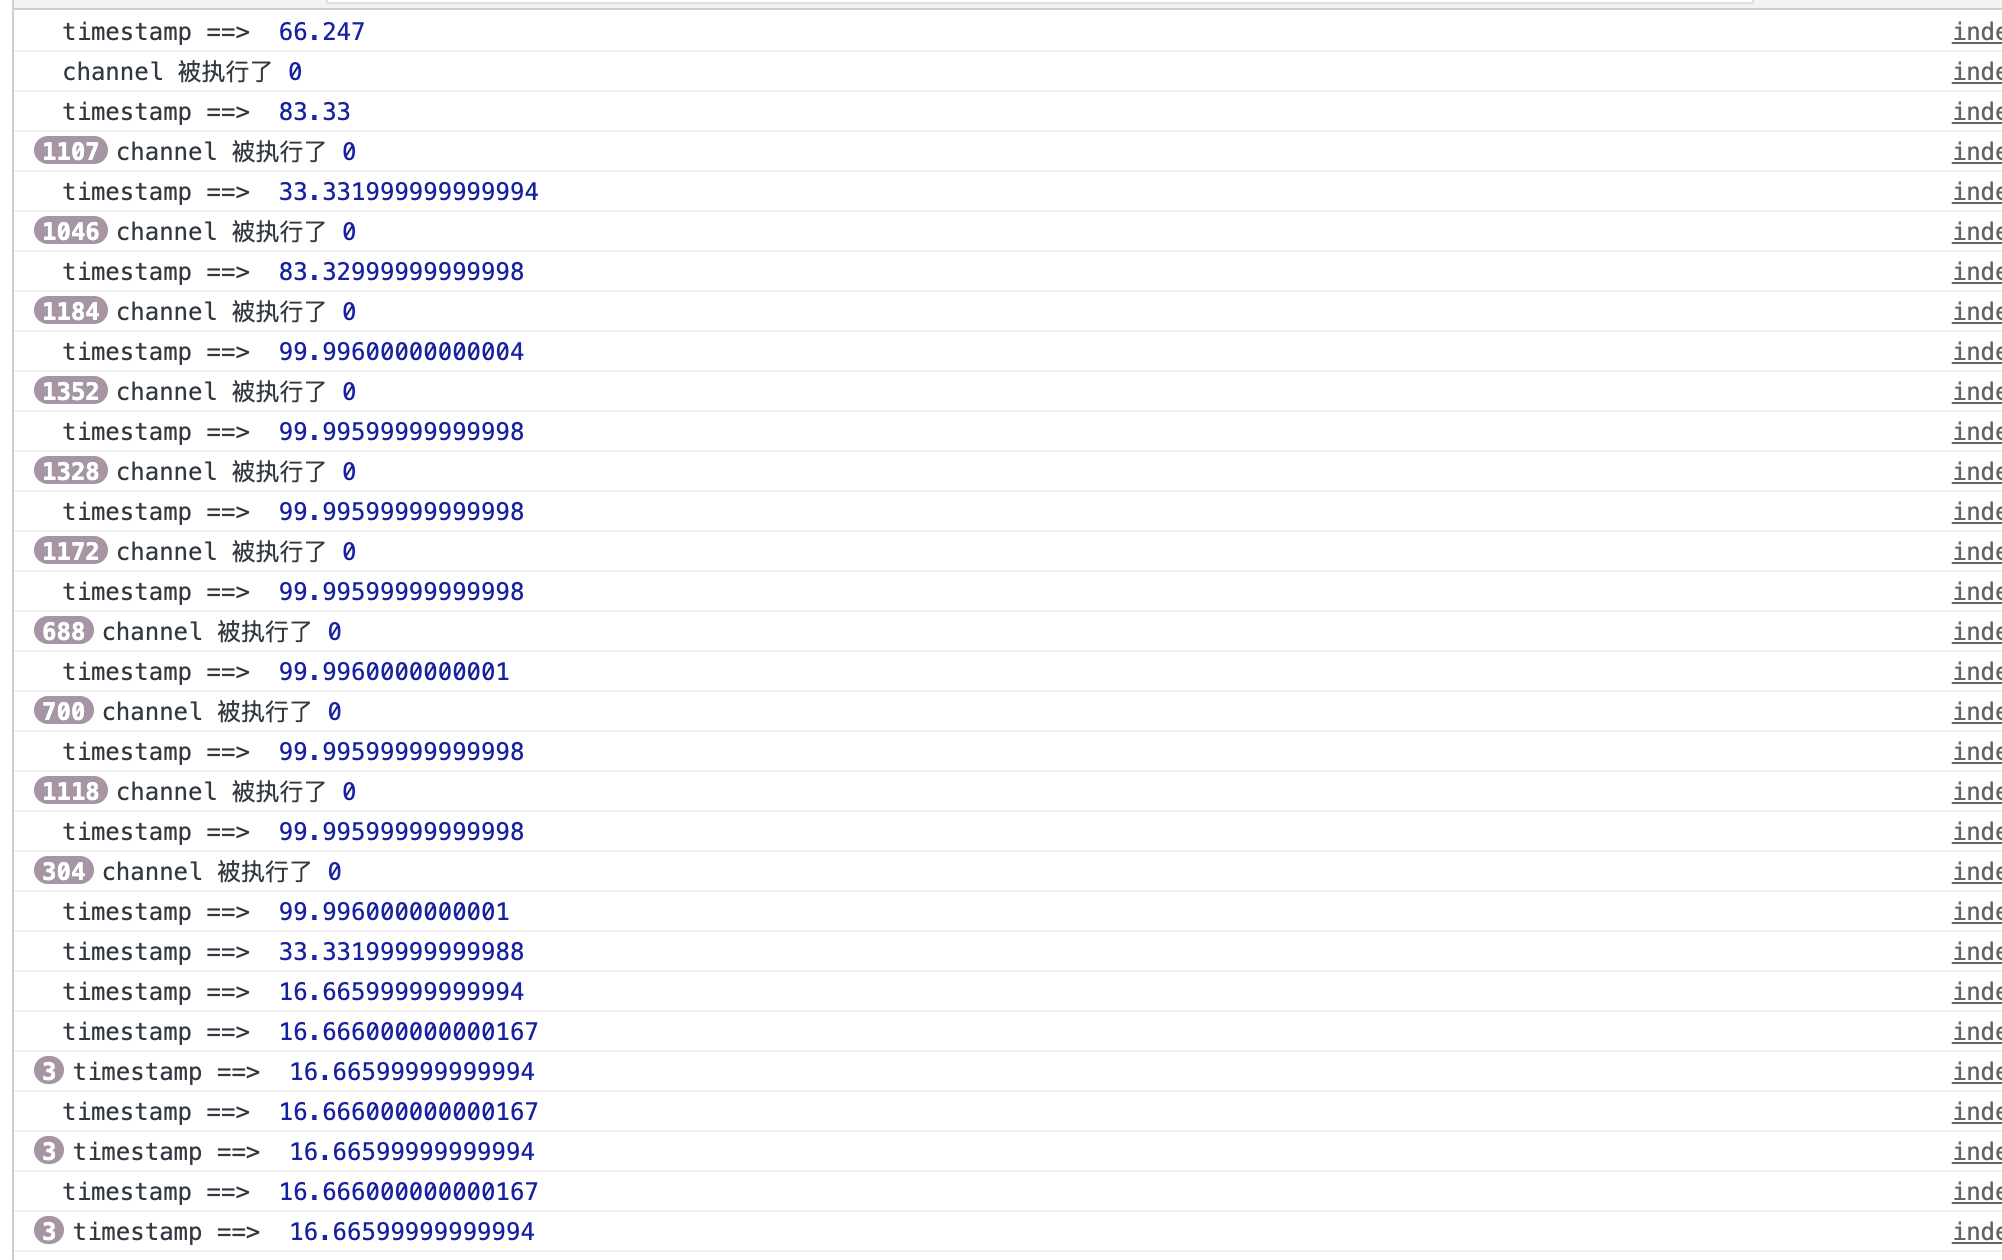 timestamp ==> 66.247 inde
channel 被执行了 0 inde
timestamp ==> 83.33 inde
1107 channel 被执行了 0 inde
timestamp ==> 33.331999999999994 inde
1046 channel 被执行了 0 inde
timestamp ==> 83.32999999999998 inde
1184 channel 被执行了 0 inde
timestamp ==> 99.99600000000004 inde
1352 channel 被执行了 0 inde
timestamp ==> 99.99599999999998 inde
1328 channel 被执行了 0 inde
timestamp ==> 99.99599999999998 inde
1172 channel 被执行了 0 inde
timestamp ==> 99.99599999999998 inde
688 channel 被执行了 0 inde
timestamp ==> 99.9960000000001 inde
700 channel 被执行了 0 inde
timestamp ==> 99.99599999999998 inde
1118 channel 被执行了 0 inde
timestamp ==> 99.99599999999998 inde
304 channel 被执行了 0 inde
timestamp ==> 99.9960000000001 inde
timestamp ==> 33.33199999999988 inde
timestamp ==> 16.66599999999994 inde
timestamp ==> 16.666000000000167 inde
3 timestamp ==> 16.66599999999994 inde
timestamp ==> 16.666000000000167 inde
3 timestamp ==> 16.66599999999994 inde
timestamp ==> 16.666000000000167 inde
3 timestamp ==> 16.66599999999994 inde